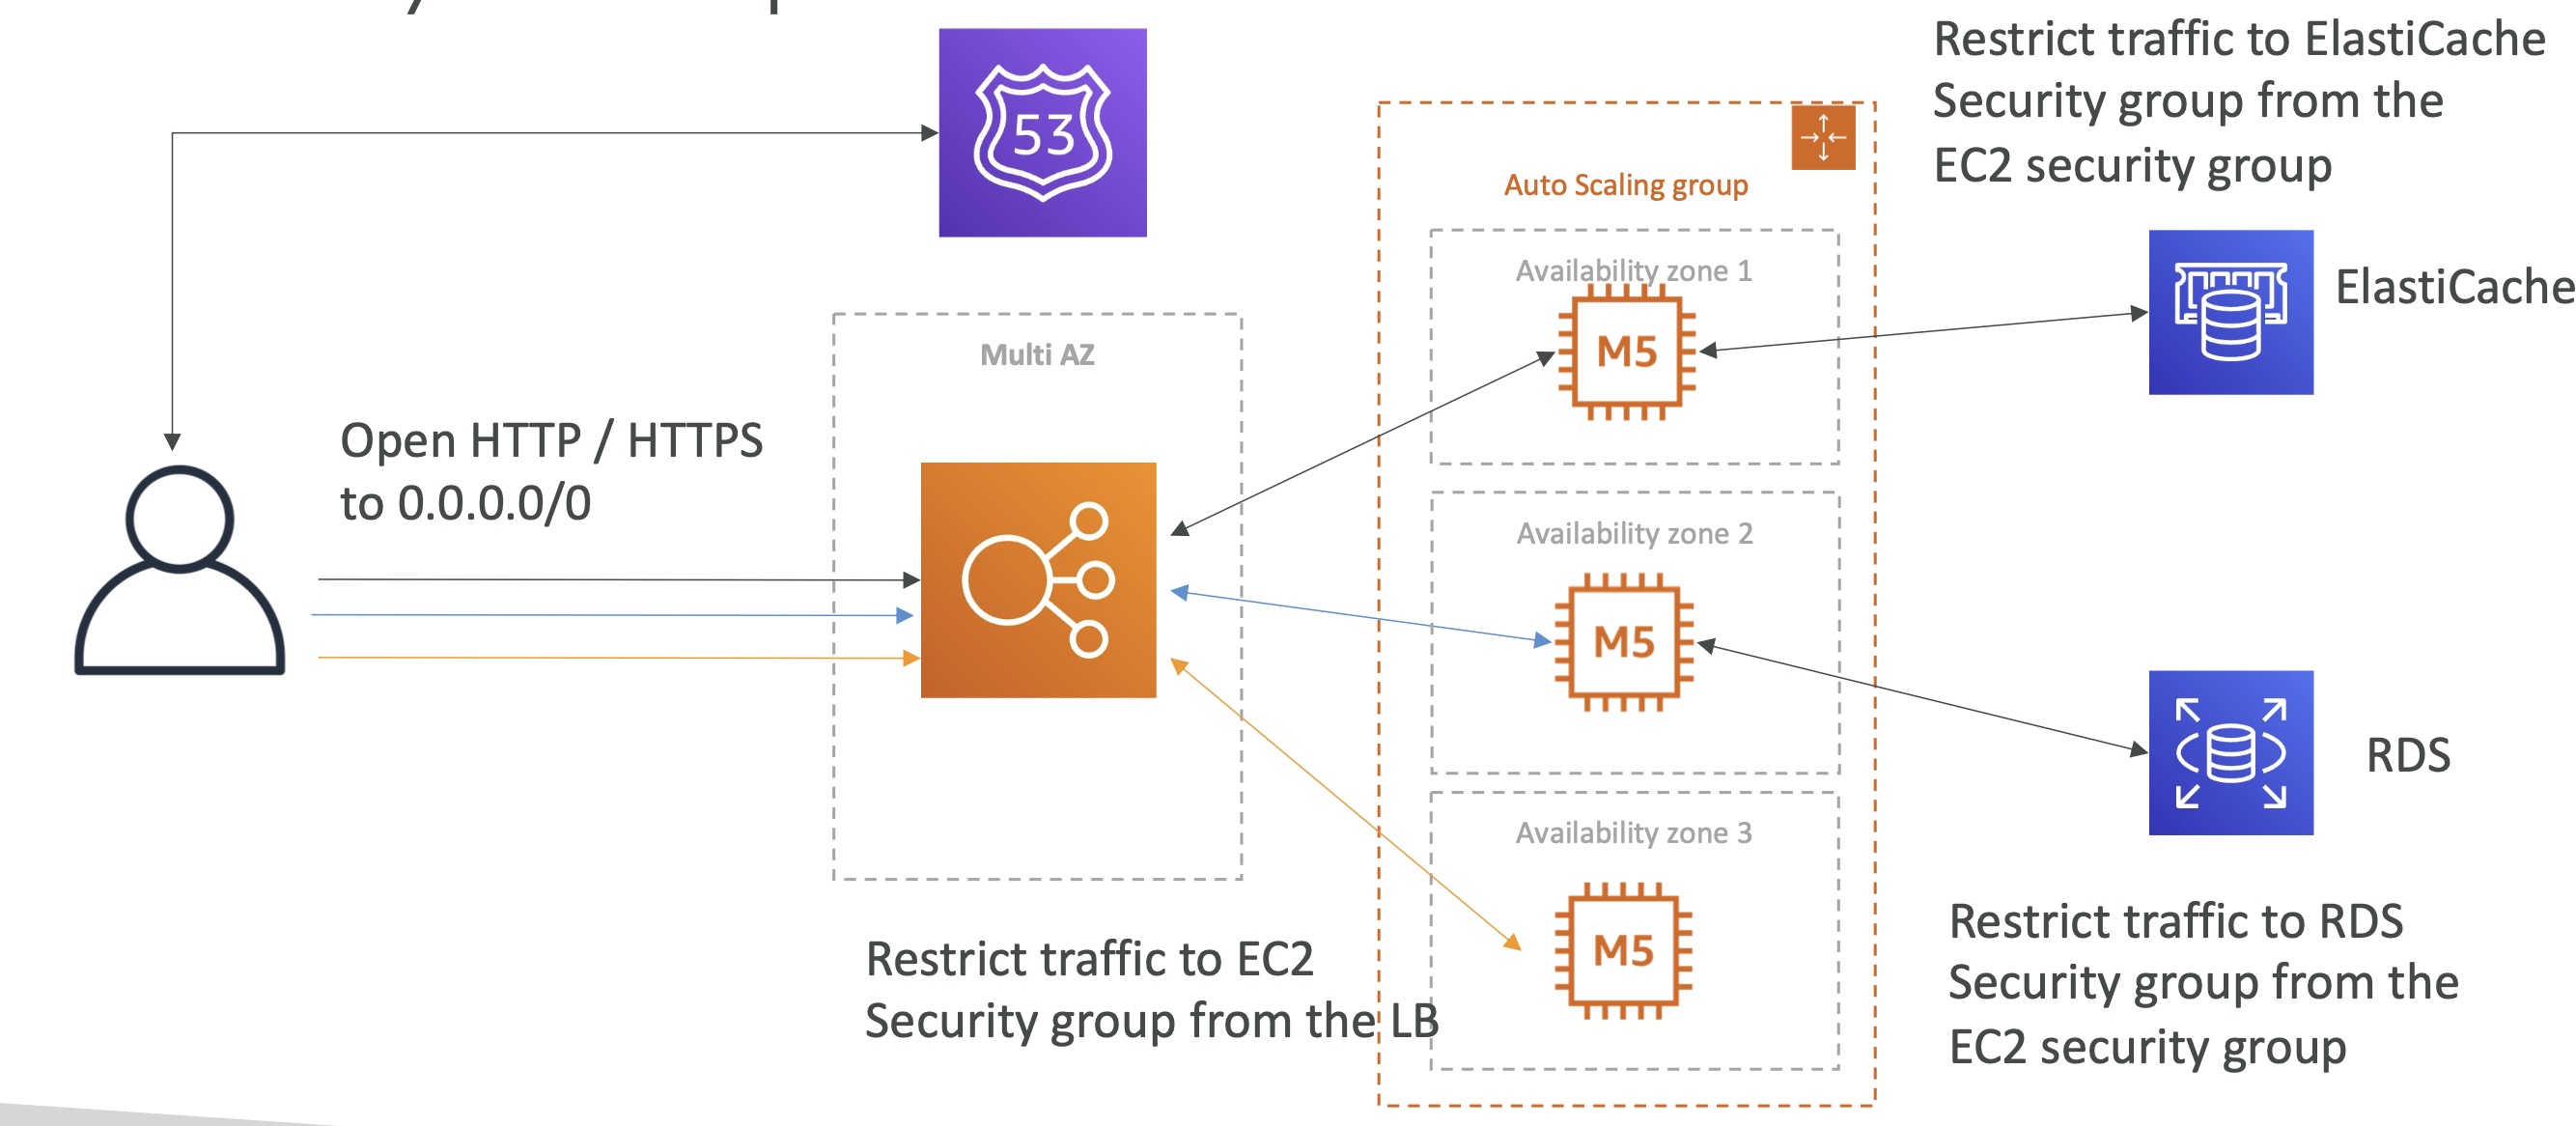 53
Restrict traffic to ElastiCache
Security group from the
EC2 security group
Auto Scaling group
Availability zone 1
M5
ElastiCache
Multi AZ
Open HTTP / HTTPS
to 0.0.0.0/0
Availability zone 2
M5
RDS
Availability zone 3
M5
Restrict traffic to EC2
Security group from the LB
Restrict traffic to RDS
Security group from the
EC2 security group